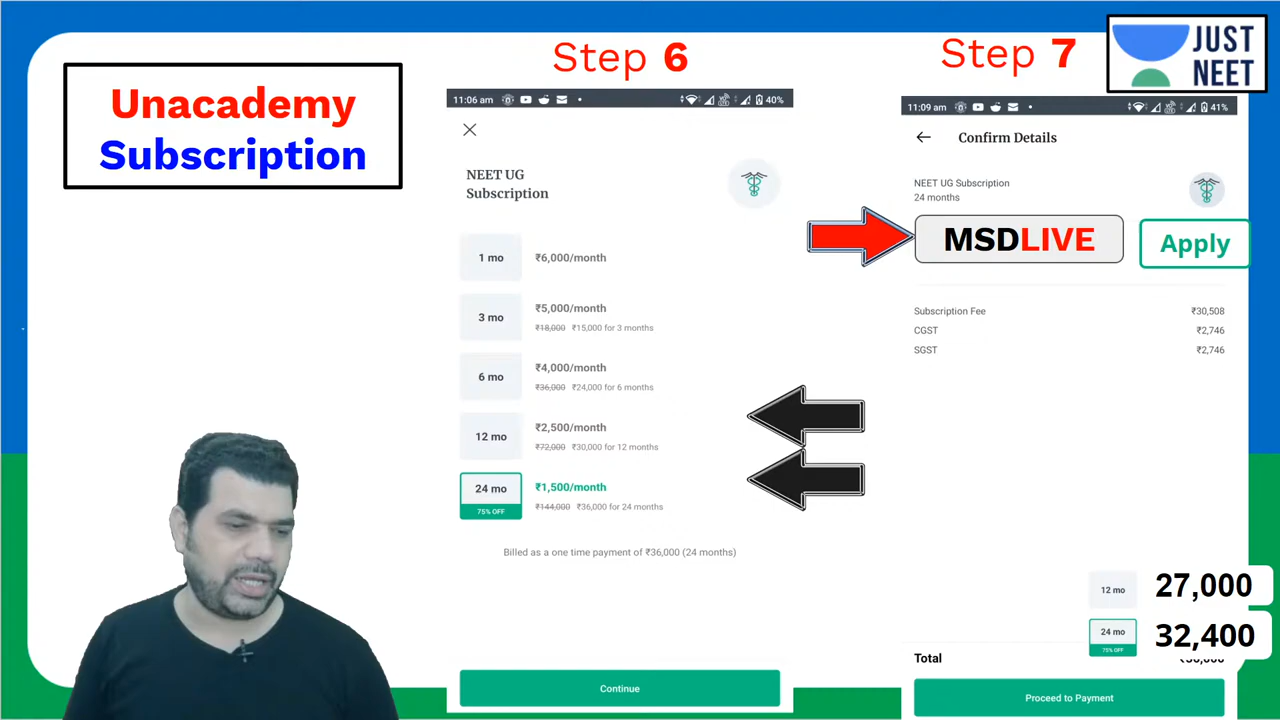 Unacademy
Subscription
Step 6
11:06 am
40%
NEET UG
Subscription
1 mo
₹6,000/month
3 mo
₹5,000/month
₹18,000 ₹15,000 for 3 months
6 mo
₹4,000/month
₹36,000 ₹24,000 for 6 months
12 mo
₹2,500/month
₹72,000 ₹30,000 for 12 months
24 mo
75% OFF
₹1,500/month
₹144,000 ₹36,000 for 24 months
Billed as a one time payment of ₹36,000 (24 months)
Continue
Step 7
JUST
NEET
11:09 am
41%
Confirm Details
NEET UG Subscription
24 months
MSDLIVE
Apply
Subscription Fee ₹30,508
CGST ₹2,746
SGST ₹2,746
12 mo 27,000
24 mo 32,400
75% OFF
Total
Proceed to Payment